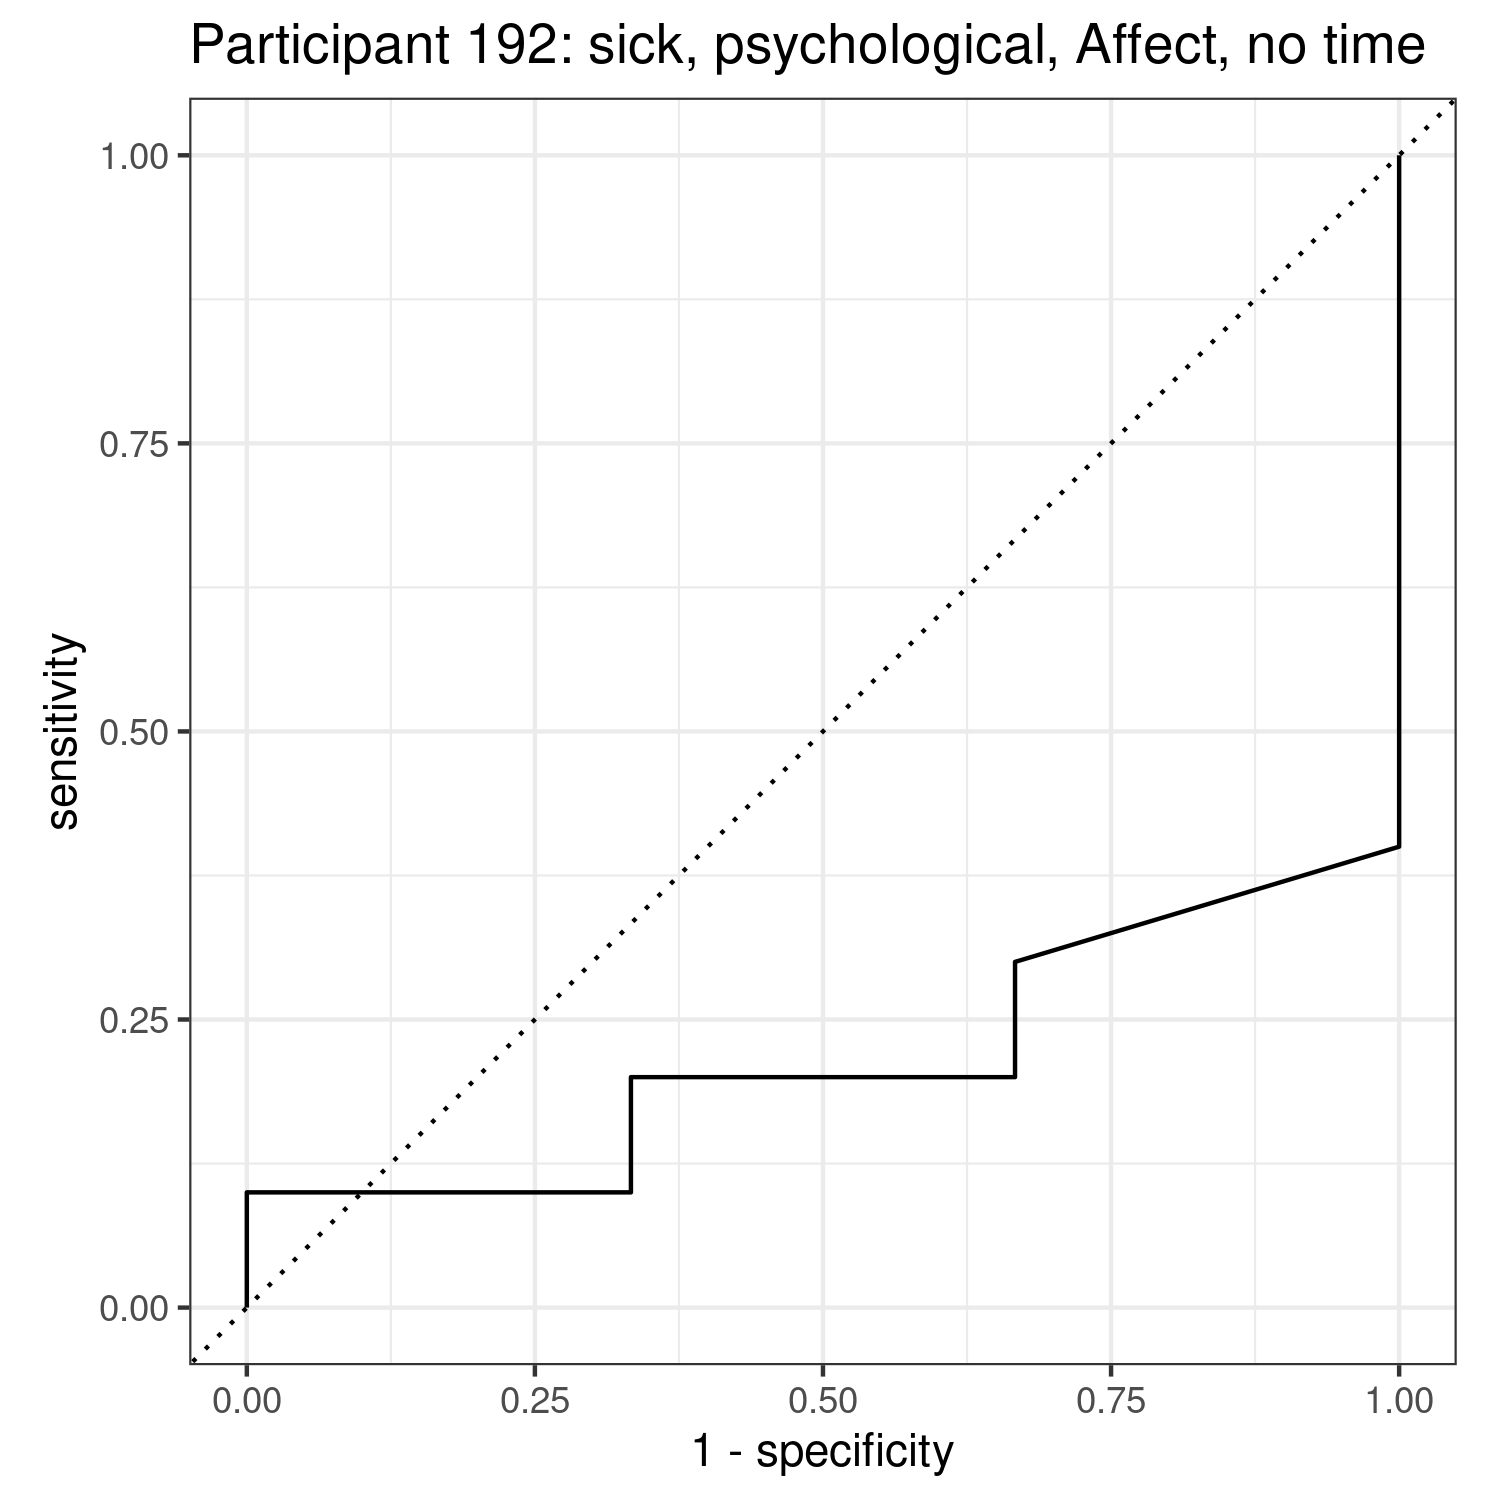 Participant 192: sick, psychological, Affect, no time
1.00
0.75
0.50
0.25
0.00
sensitivity
0.00 0.25 0.50 0.75 1.00
1 - specificity